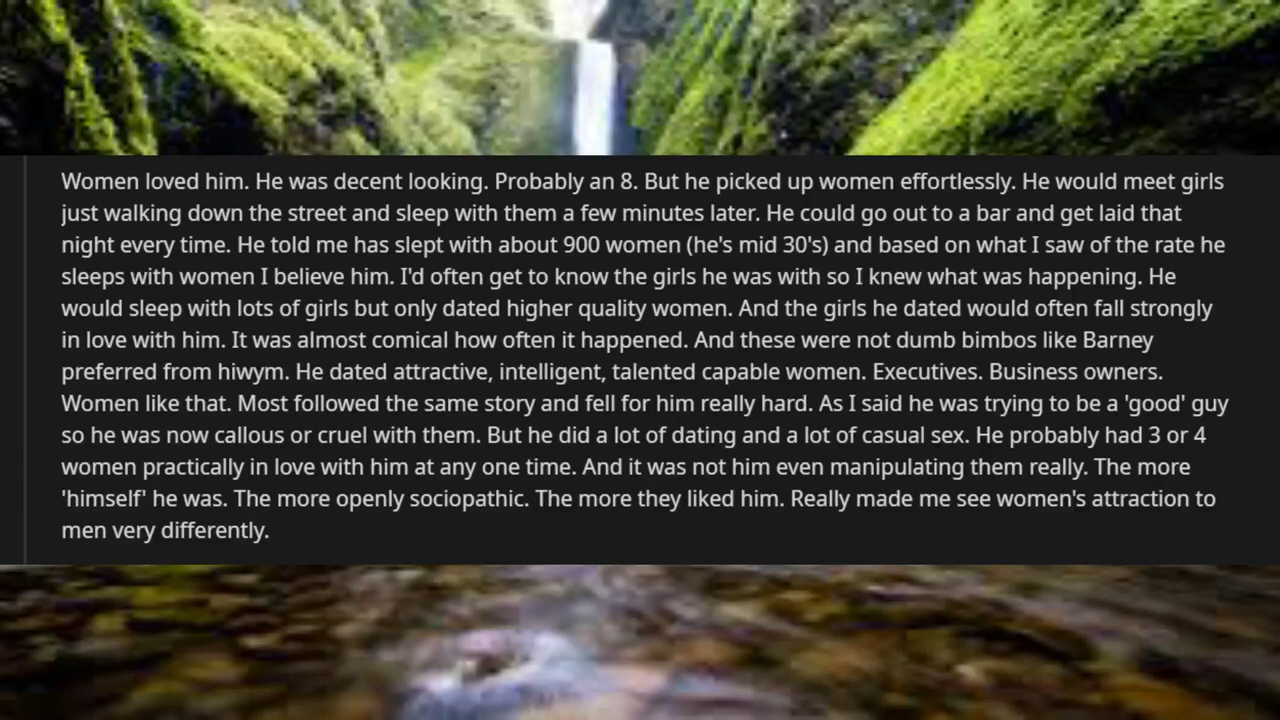 Women loved him. He was decent looking. Probably an 8. But he picked up women effortlessly. He would meet girls
just walking down the street and sleep with them a few minutes later. He could go out to a bar and get laid that
night every time. He told me has slept with about 900 women (he's mid 30's) and based on what I saw of the rate he
sleeps with women I believe him. I'd often get to know the girls he was with so I knew what was happening. He
would sleep with lots of girls but only dated higher quality women. And the girls he dated would often fall strongly
in love with him. It was almost comical how often it happened. And these were not dumb bimbos like Barney
preferred from hiwym. He dated attractive, intelligent, talented capable women. Executives. Business owners.
Women like that. Most followed the same story and fell for him really hard. As I said he was trying to be a 'good' guy
so he was now callous or cruel with them. But he did a lot of dating and a lot of casual sex. He probably had 3 or 4
women practically in love with him at any one time. And it was not him even manipulating them really. The more
'himself' he was. The more openly sociopathic. The more they liked him. Really made me see women's attraction to
men very differently.